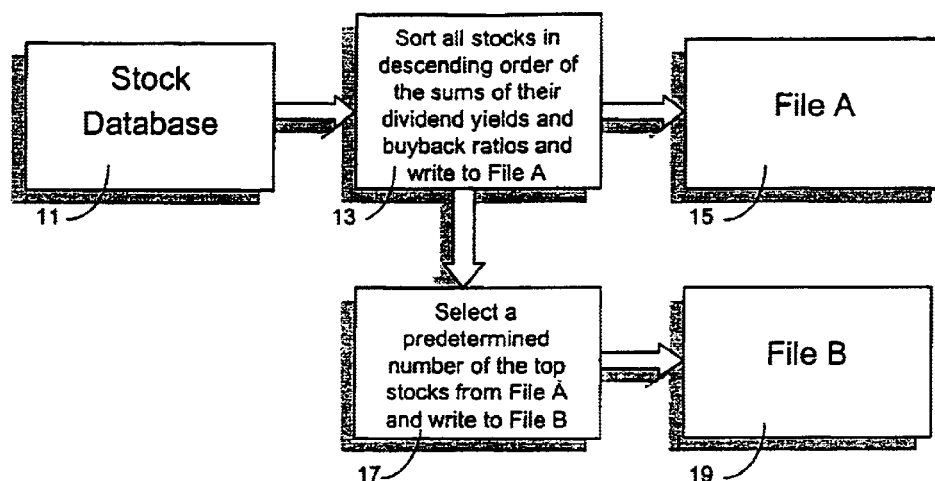 Stock
Database
11
Sort all stocks in
descending order of
the sums of their
dividend yields and
buyback ratios and
write to File A
13
File A
15
Select a
predetermined
number of the top
stocks from File A
and write to File B
17
File B
19